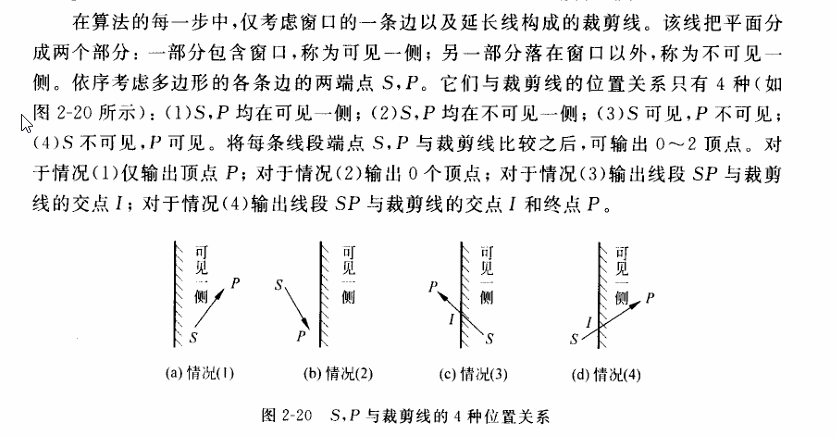 在算法的每一步中,仅考虑窗口的一条边以及延长线构成的裁剪线。该线把平面分
成两个部分:一部分包含窗口,称为可见一侧;另一部分落在窗口以外,称为不可见一
侧。依序考虑多边形的各条边的两端点 S,P。它们与裁剪线的位置关系只有 4 种(如
图 2-20 所示):(1)S,P 均在可见一侧;(2)S,P 均在不可见一侧;(3)S 可见,P 不可见;
(4)S 不可见,P 可见。将每条线段端点 S,P 与裁剪线比较之后,可输出 0~2 顶点。对
于情况(1)仅输出顶点 P;对于情况(2)输出 0 个顶点;对于情况(3)输出线段 SP 与裁剪
线的交点 I;对于情况(4)输出线段 SP 与裁剪线的交点 I 和终点 P。
可见一侧
P
S
可见一侧
S
P
可见一侧
P
I
S
可见一侧
P
I
S
(a) 情况(1)
(b) 情况(2)
(c) 情况(3)
(d) 情况(4)
图 2-20 S,P 与裁剪线的 4 种位置关系